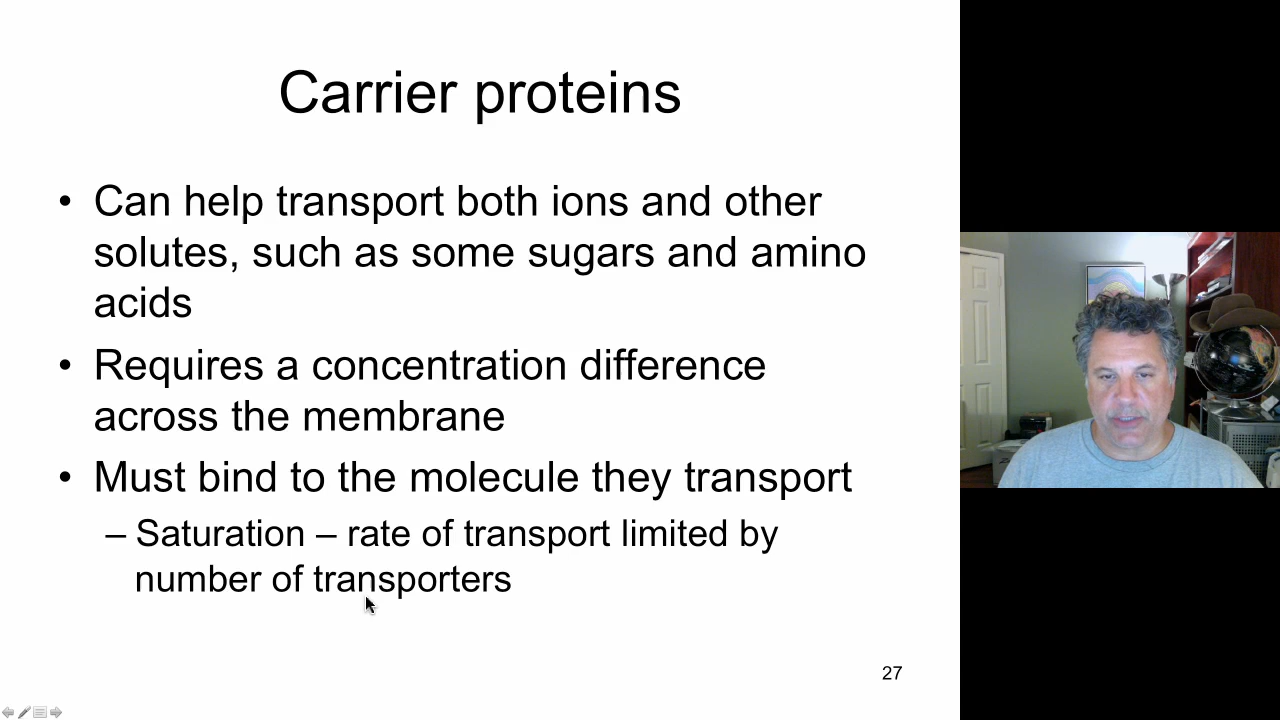 Carrier proteins
• Can help transport both ions and other
solutes, such as some sugars and amino
acids
• Requires a concentration difference
across the membrane
• Must bind to the molecule they transport
– Saturation – rate of transport limited by
number of transporters
27